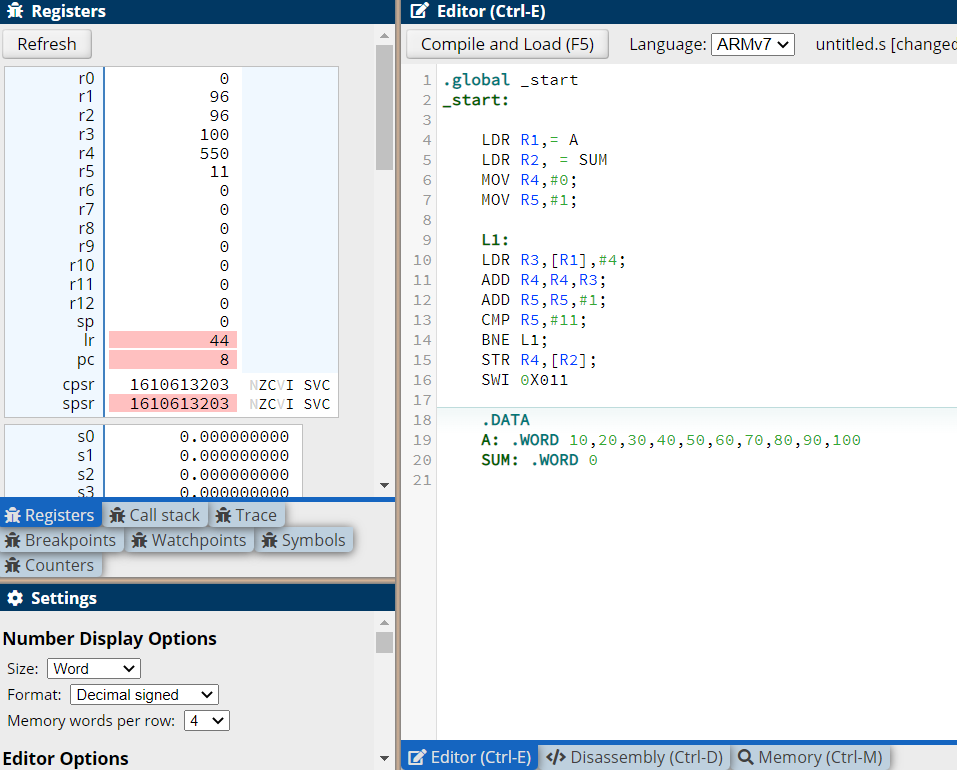 Registers
Refresh
r0 0
r1 96
r2 96
r3 100
r4 550
r5 11
r6 0
r7 0
r8 0
r9 0
r10 0
r11 0
r12 0
sp 0
lr 44
pc 8
cpsr 1610613203 NZCVI SVC
spsr 1610613203 NZCVI SVC
s0 0.000000000
s1 0.000000000
s2 0.000000000
s3 0.000000000
Registers Call stack Trace
Breakpoints Watchpoints Symbols
Counters
Settings
Number Display Options
Size: Word
Format: Decimal signed
Memory words per row: 4
Editor Options
Editor (Ctrl-E)
Compile and Load (F5) Language: ARMv7 untitled.s [changed
1 .global _start
2 _start:
3
4 LDR R1,= A
5 LDR R2, = SUM
6 MOV R4,#0;
7 MOV R5,#1;
8
9 L1:
10 LDR R3,[R1],#4;
11 ADD R4,R4,R3;
12 ADD R5,R5,#1;
13 CMP R5,#11;
14 BNE L1;
15 STR R4,[R2];
16 SWI 0X011
17
18 .DATA
19 A: .WORD 10,20,30,40,50,60,70,80,90,100
20 SUM: .WORD 0
21
Editor (Ctrl-E) Disassembly (Ctrl-D) Memory (Ctrl-M)